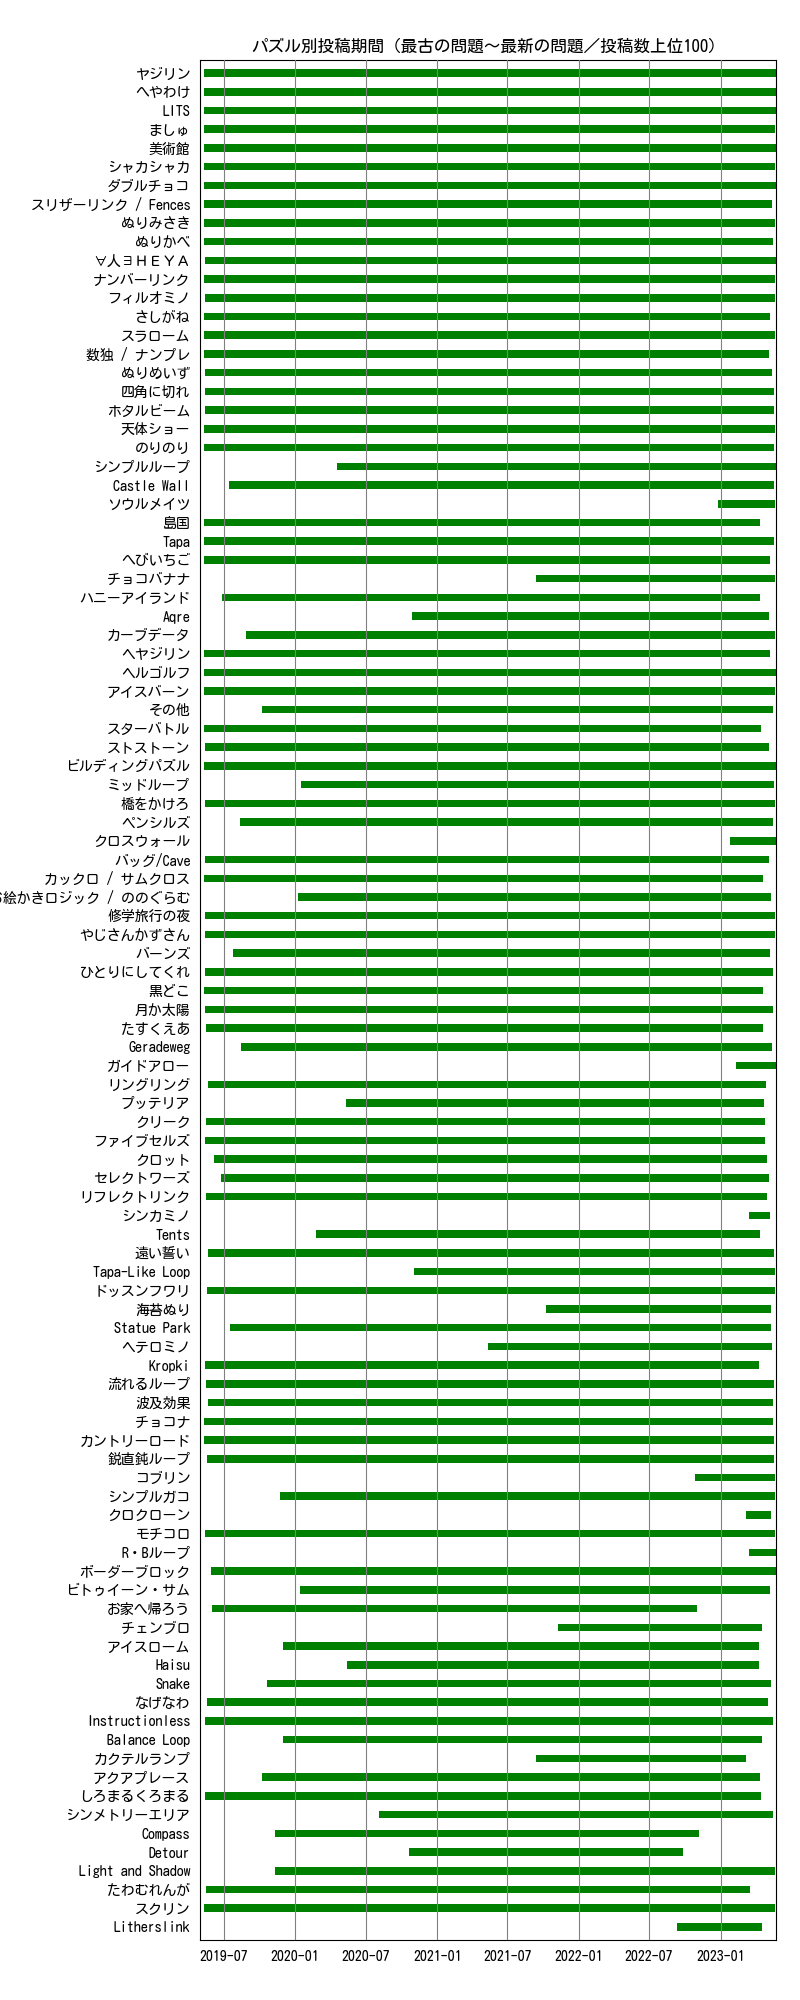 パズル別投稿期間（最古の問題～最新の問題／投稿数上位100）
ヤジリン
へやわけ
LITS
ましゅ
美術館
シャカシャカ
ダブルチョコ
スリザーリンク / Fences
ぬりみさき
ぬりかべ
∀人ヨＨＥＹＡ
ナンバーリンク
フィルオミノ
さしがね
スラローム
数独 / ナンプレ
ぬりめいず
四角に切れ
ホタルビーム
天体ショー
のりのり
シンプルループ
Castle Wall
ソウルメイツ
島国
Tapa
へびいちご
チョコバナナ
ハニーアイランド
Aqre
カーブデータ
ヘヤジリン
ヘルゴルフ
アイスバーン
その他
スターバトル
ストストーン
ビルディングパズル
ミッドループ
橋をかけろ
ペンシルズ
クロスウォール
バッグ/Cave
カックロ / サムクロス
絵かきロジック / ののぐらむ
修学旅行の夜
やじさんかずさん
バーンズ
ひとりにしてくれ
黒どこ
月か太陽
たすくえあ
Geradeweg
ガイドアロー
リングリング
プッテリア
クリーク
ファイブセルズ
クロット
セレクトワーズ
リフレクトリンク
シンカミノ
Tents
遠い誓い
Tapa-Like Loop
ドッスンフワリ
海苔ぬり
Statue Park
ヘテロミノ
Kropki
流れるループ
波及効果
チョコナ
カントリーロード
鋭直鈍ループ
コブリン
シンプルガコ
クロクローン
モチコロ
R・Bループ
ボーダーブロック
ビトゥイーン・サム
お家へ帰ろう
チェンブロ
アイスローム
Haisu
Snake
なげなわ
Instructionless
Balance Loop
カクテルランプ
アクアプレース
しろまるくろまる
シンメトリーエリア
Compass
Detour
Light and Shadow
たわむれんが
スクリン
Litherslink
2019-07 2020-01 2020-07 2021-01 2021-07 2022-01 2022-07 2023-01